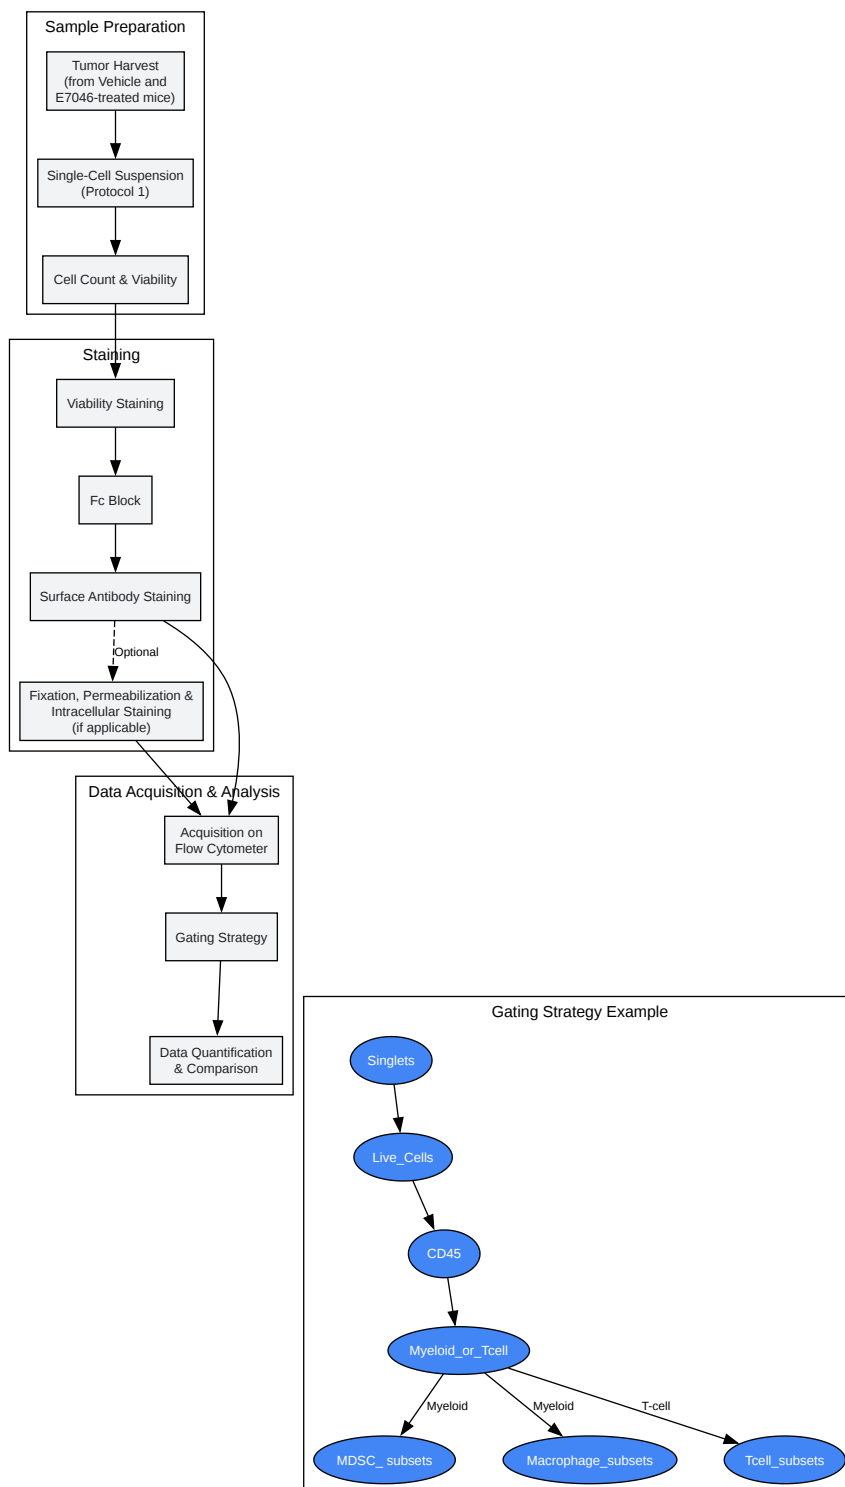 Sample Preparation
Tumor Harvest
(from Vehicle and
E7046-treated mice)
Single-Cell Suspension
(Protocol 1)
Cell Count & Viability
Staining
Viability Staining
Fc Block
Surface Antibody Staining
Optional
Fixation, Permeabilization &
Intracellular Staining
(if applicable)
Data Acquisition & Analysis
Acquisition on
Flow Cytometer
Gating Strategy
Data Quantification
& Comparison
Gating Strategy Example
Singlets
Live_Cells
CD45
Myeloid_or_Tcell
Myeloid
Myeloid
T-cell
MDSC_ subsets
Macrophage_subsets
Tcell_subsets